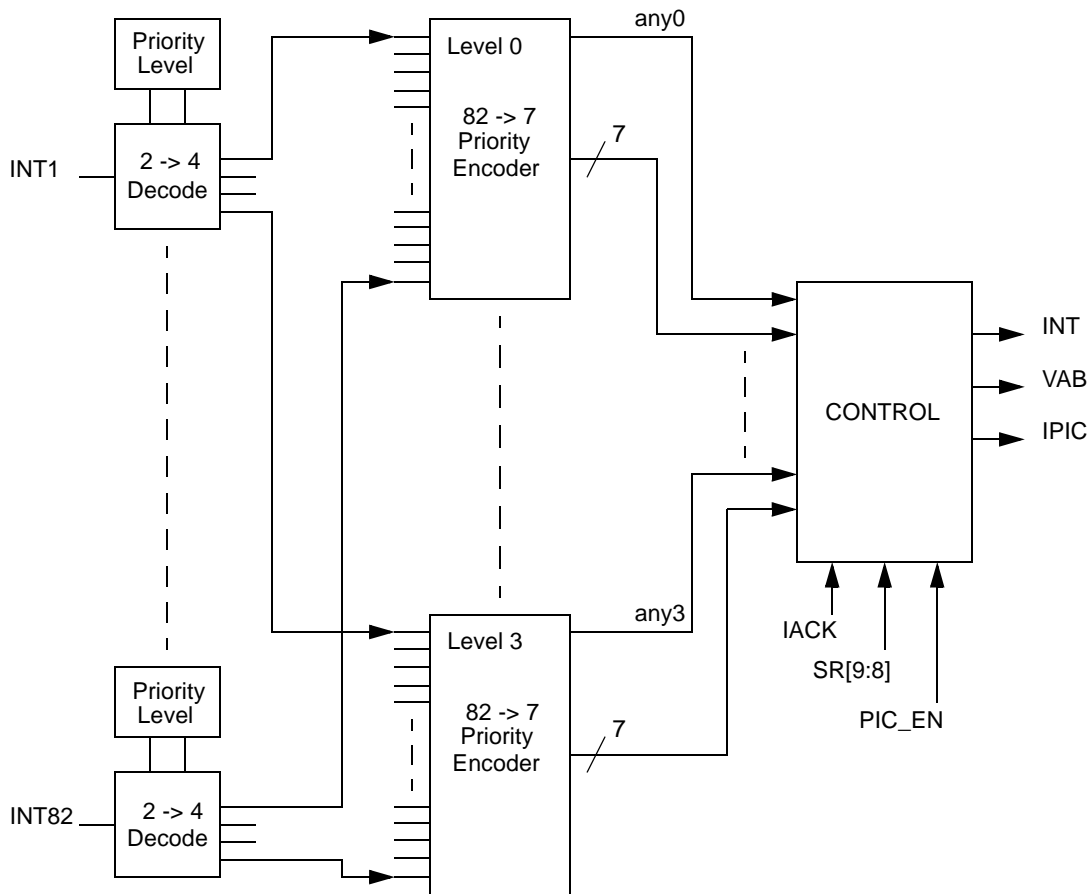 Priority
Level
2 -> 4
Decode
INT1
Level 0
82 -> 7
Priority
Encoder
any0
7
CONTROL
INT
VAB
IPIC
IACK
SR[9:8]
PIC_EN
Priority
Level
2 -> 4
Decode
INT82
Level 3
82 -> 7
Priority
Encoder
any3
7